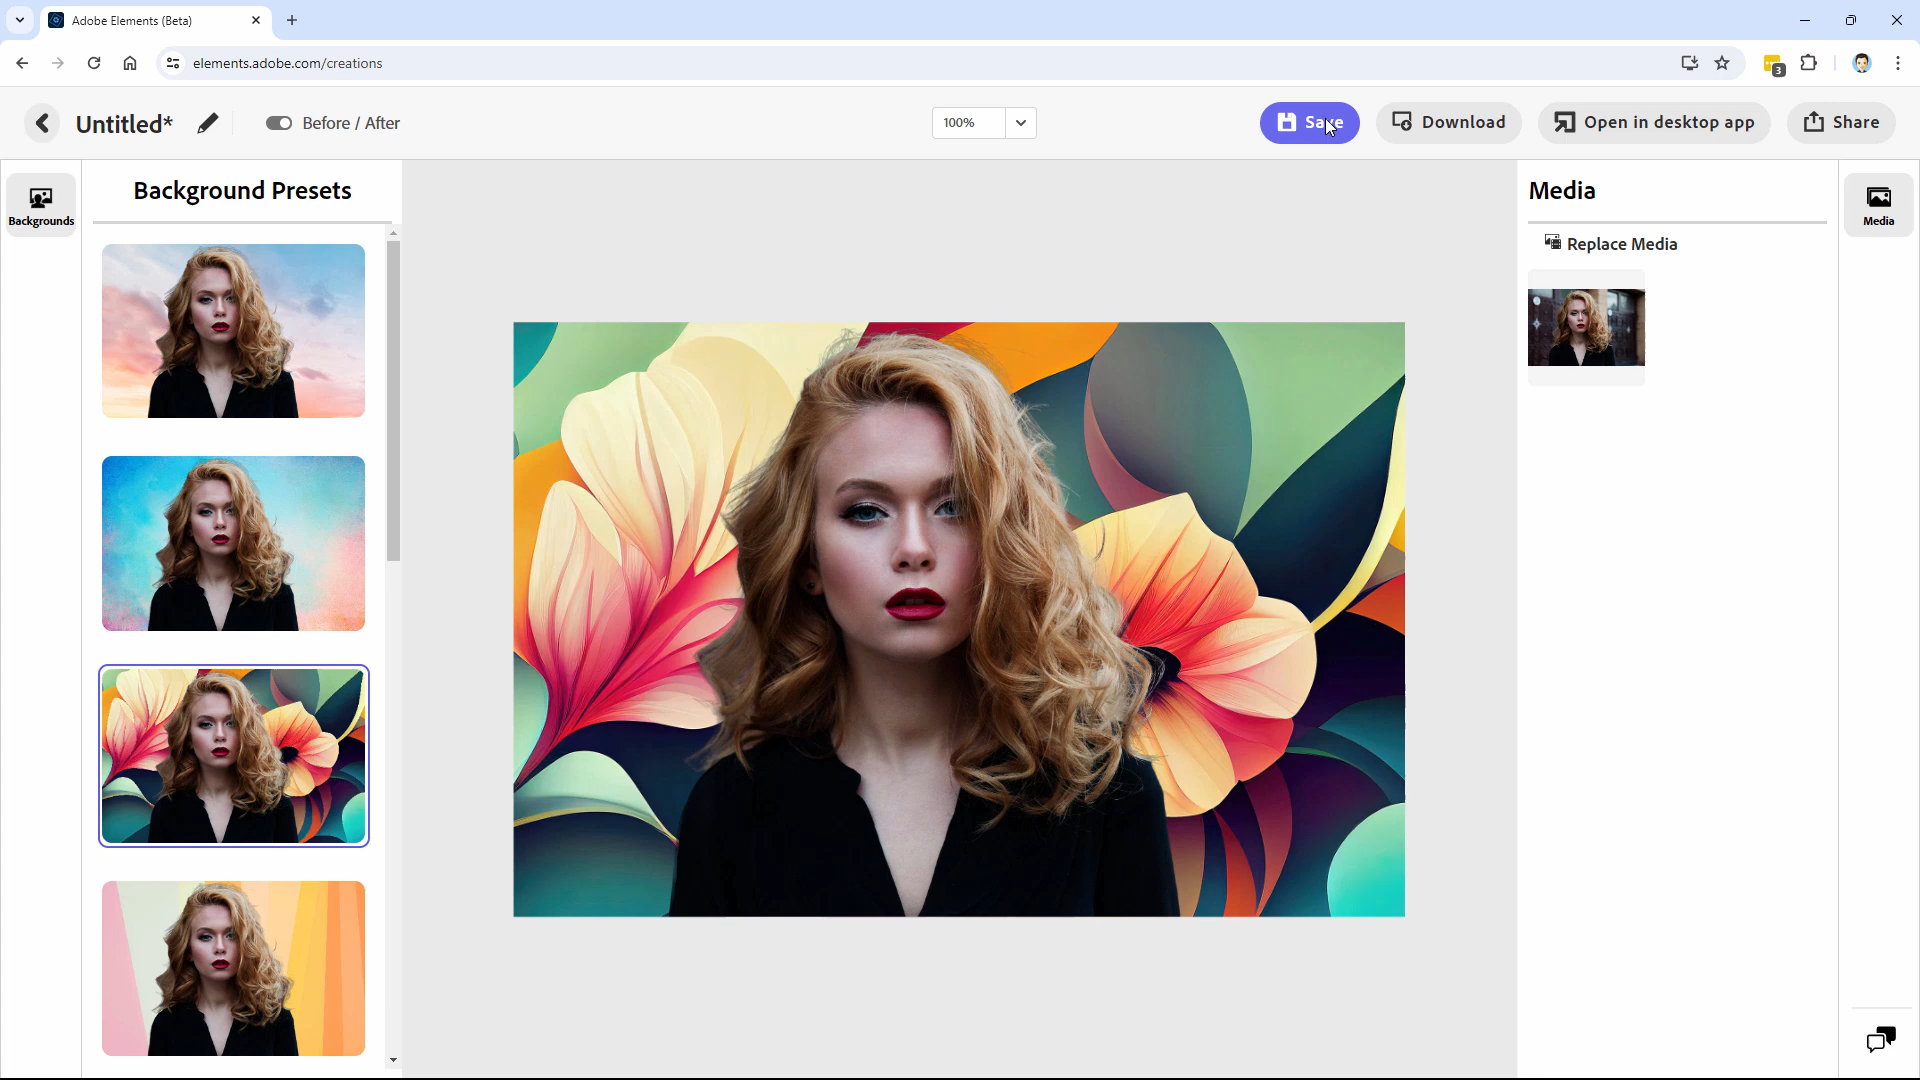 Adobe Elements (Beta)
elements.adobe.com/creations
3
Untitled*
Before / After
100%
Save
Download
Open in desktop app
Share
Backgrounds
Background Presets
Media
Replace Media
Media